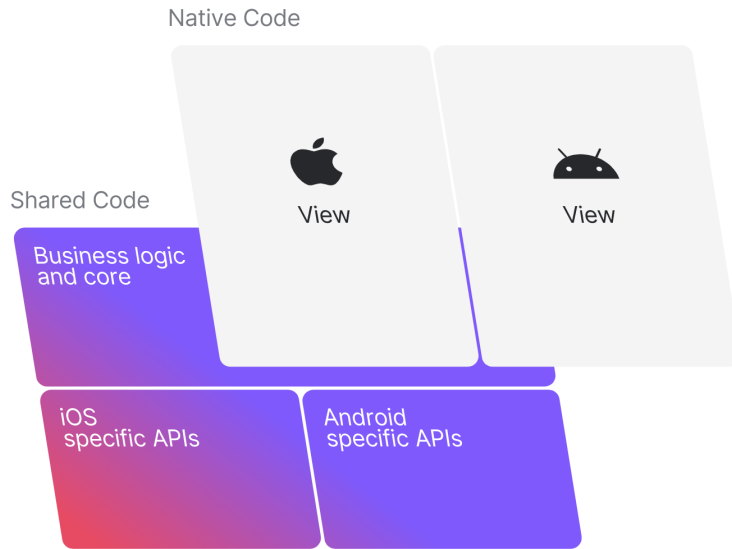 Native Code
View
View
Shared Code
Business logic
and core
iOS
specific APIs
Android
specific APIs